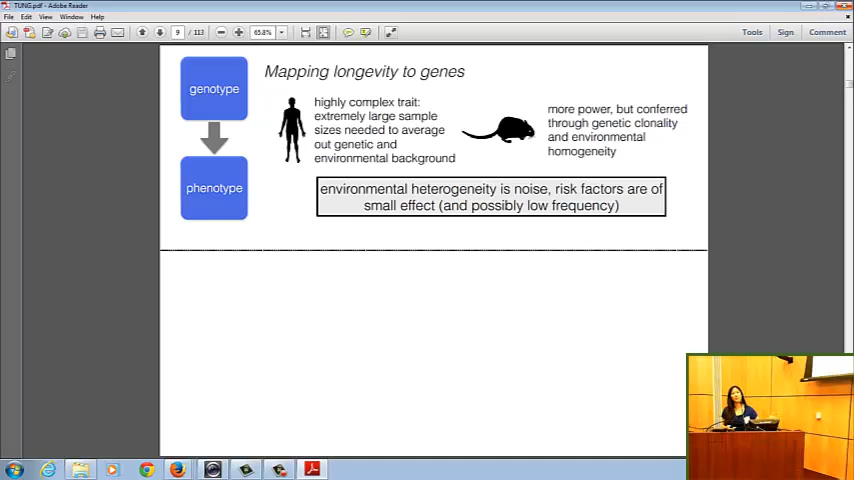 TUNG.pdf - Adobe Reader
File Edit View Window Help
9 / 113
65.8%
Tools Sign Comment
genotype
phenotype
Mapping longevity to genes
highly complex trait:
extremely large sample
sizes needed to average
out genetic and
environmental background
more power, but conferred
through genetic clonality
and environmental
homogeneity
environmental heterogeneity is noise, risk factors are of
small effect (and possibly low frequency)